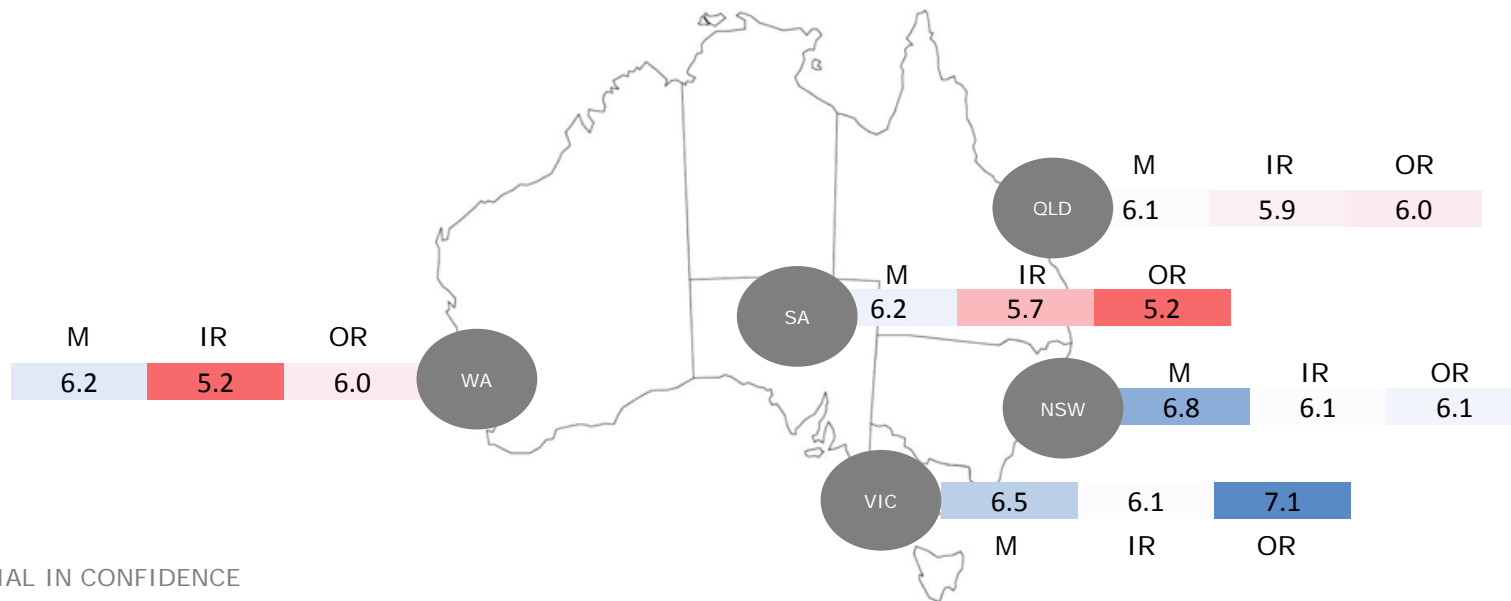 M IR OR
QLD 6.1 5.9 6.0
M IR OR
SA 6.2 5.7 5.2
M IR OR
6.2 5.2 6.0 WA
M IR OR
NSW 6.8 6.1 6.1
VIC 6.5 6.1 7.1
M IR OR
IN CONFIDENCE